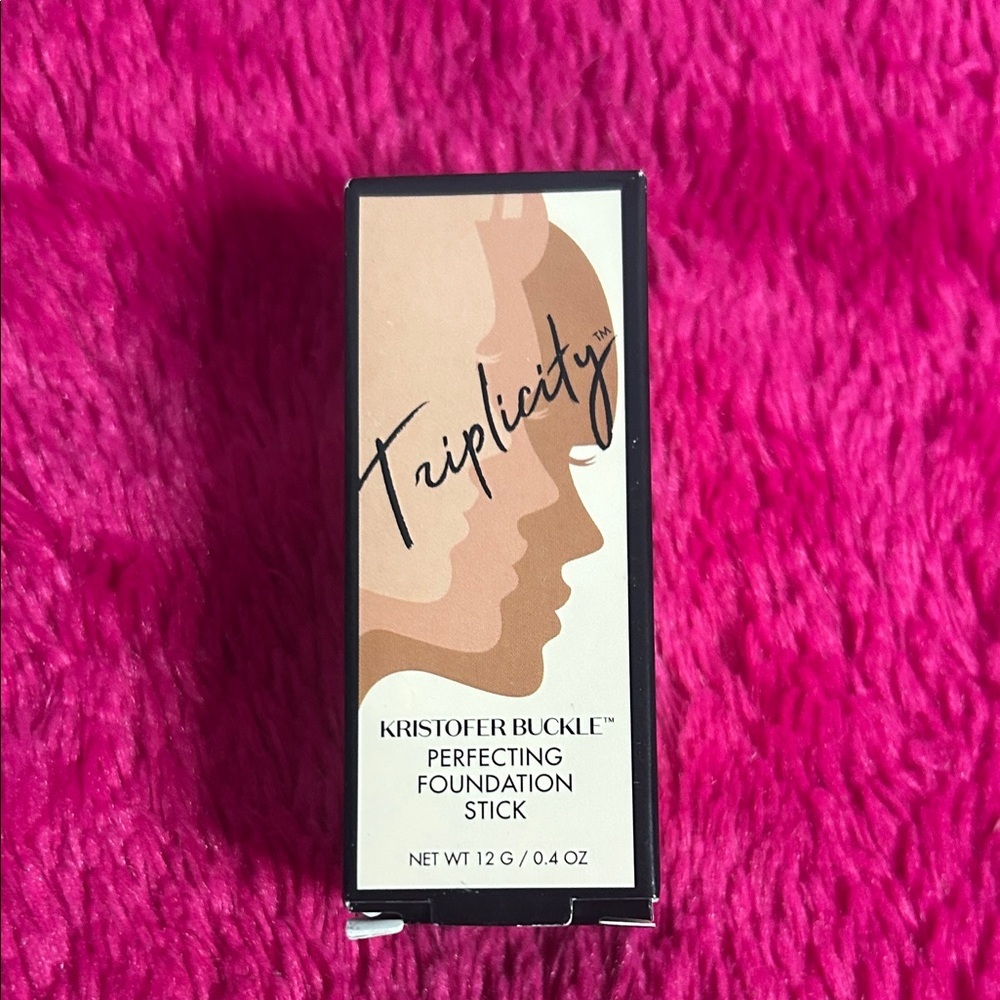 Triplicity™
KRISTOFER BUCKLE™
PERFECTING
FOUNDATION
STICK
NET WT 12 G / 0.4 OZ